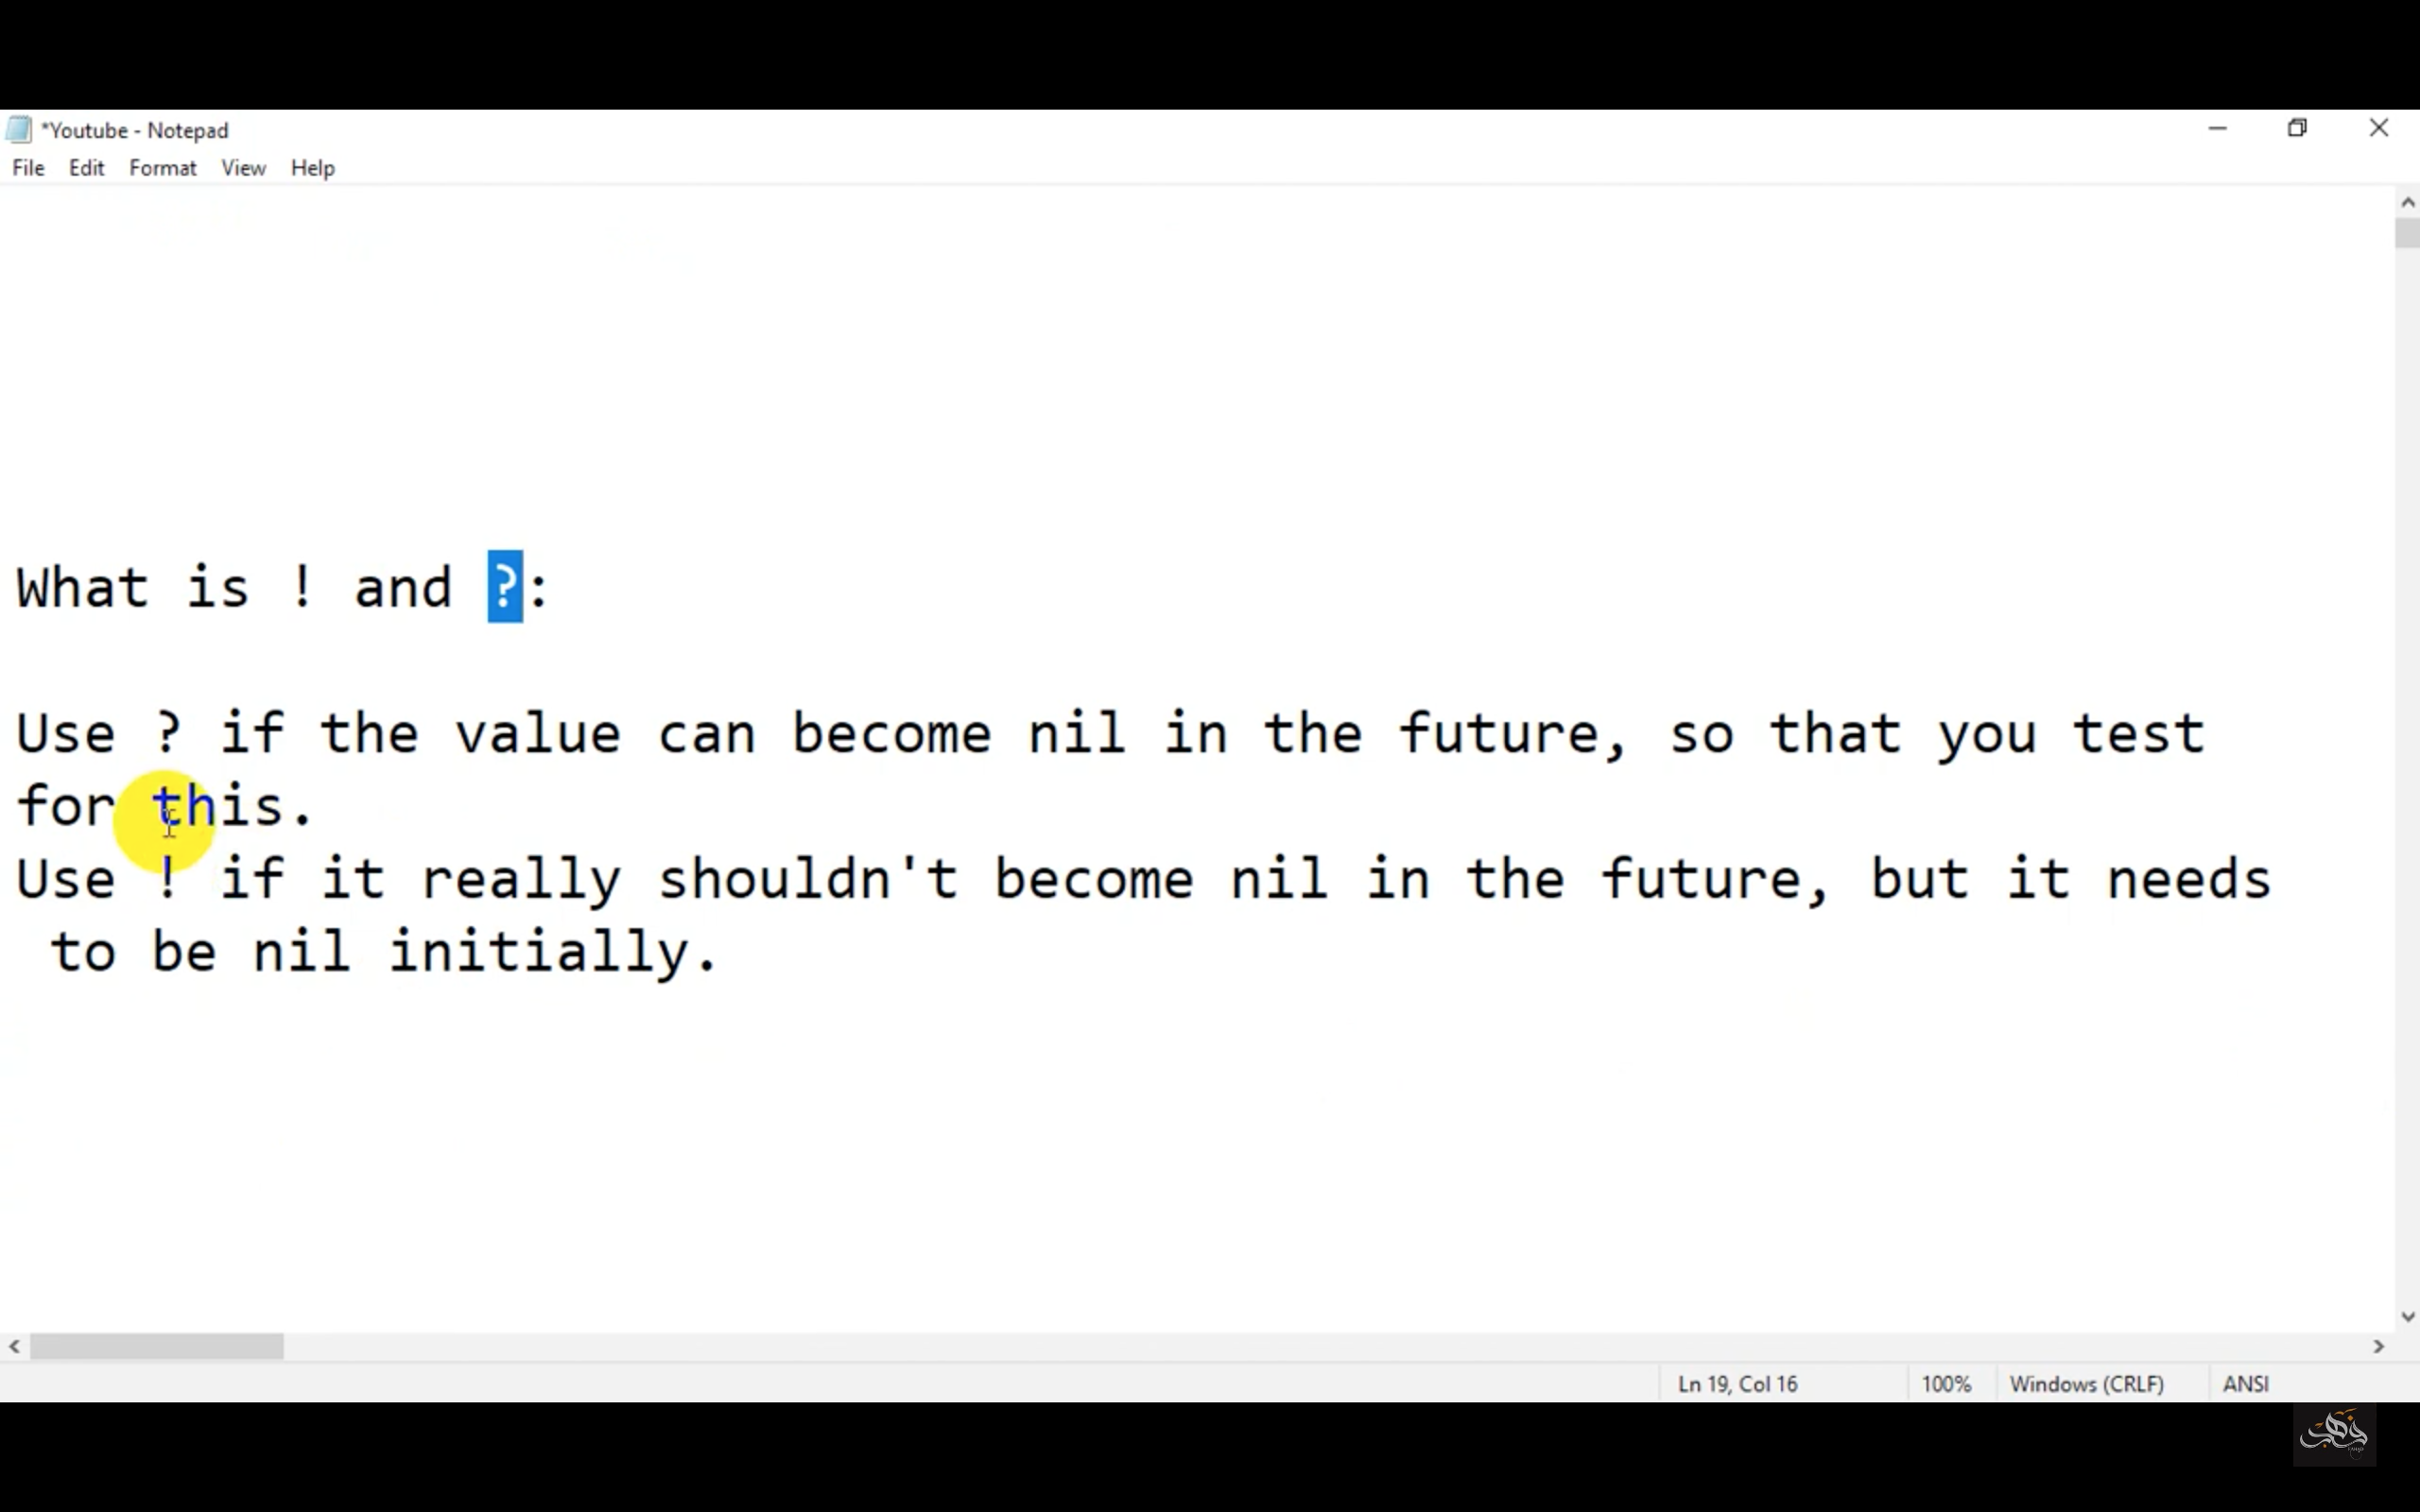 *Youtube - Notepad
File Edit Format View Help
What is ! and ?:
Use ? if the value can become nil in the future, so that you test
for this.
Use ! if it really shouldn't become nil in the future, but it needs
to be nil initially.
Ln 19, Col 16 100% Windows (CRLF) ANSI